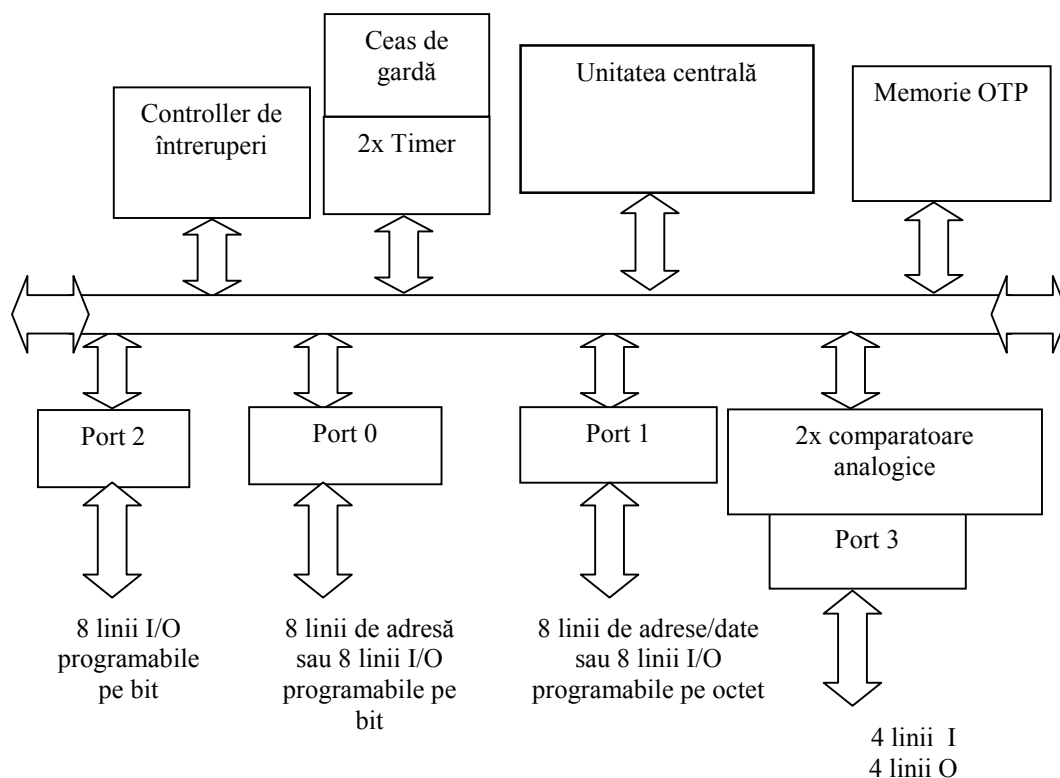 Ceas de
gardă
Unitatea centrală
Memorie OTP
Controller de
întreruperi
2x Timer
Port 2
Port 0
Port 1
2x comparatoare
analogice
Port 3
8 linii I/O
programabile
pe bit
8 linii de adresă
sau 8 linii I/O
programabile pe
bit
8 linii de adrese/date
sau 8 linii I/O
programabile pe octet
4 linii I
4 linii O